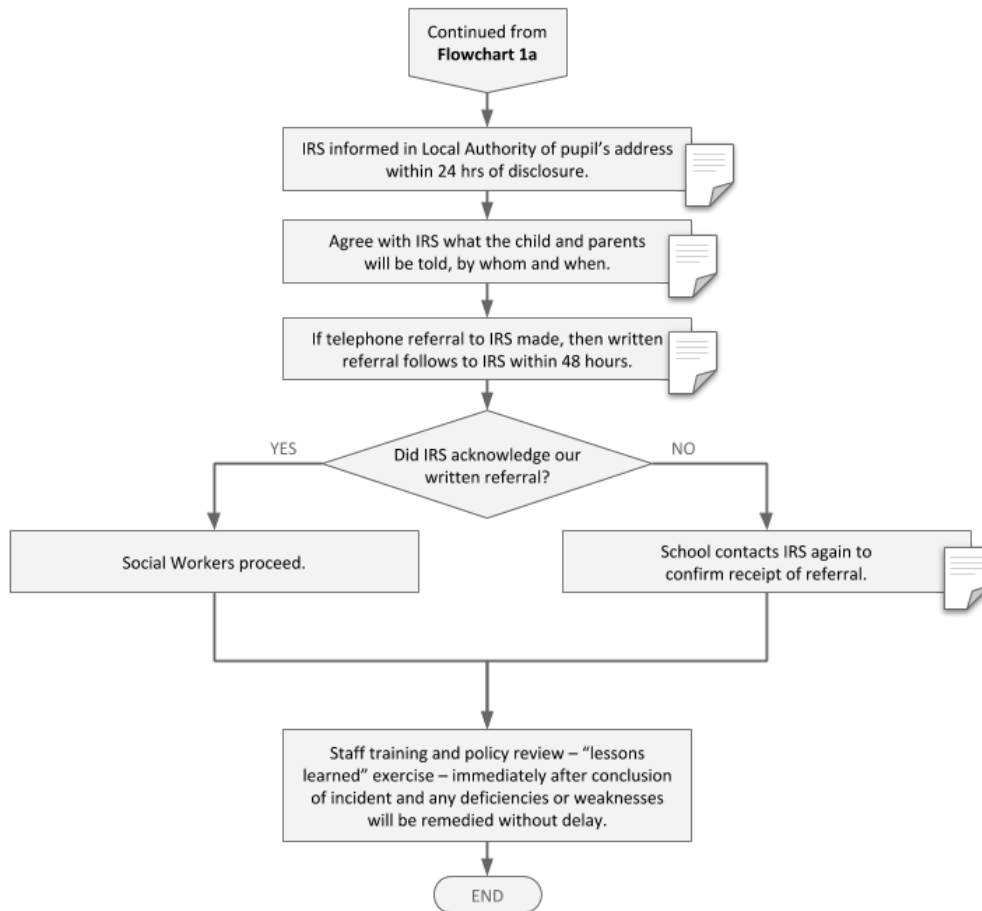 Continued from
Flowchart 1a
IRS informed in Local Authority of pupil’s address
within 24 hrs of disclosure.
Agree with IRS what the child and parents
will be told, by whom and when.
If telephone referral to IRS made, then written
referral follows to IRS within 48 hours.
Did IRS acknowledge our
written referral?
YES
NO
Social Workers proceed.
School contacts IRS again to
confirm receipt of referral.
Staff training and policy review – “lessons
learned” exercise – immediately after conclusion
of incident and any deficiencies or weaknesses
will be remedied without delay.
END